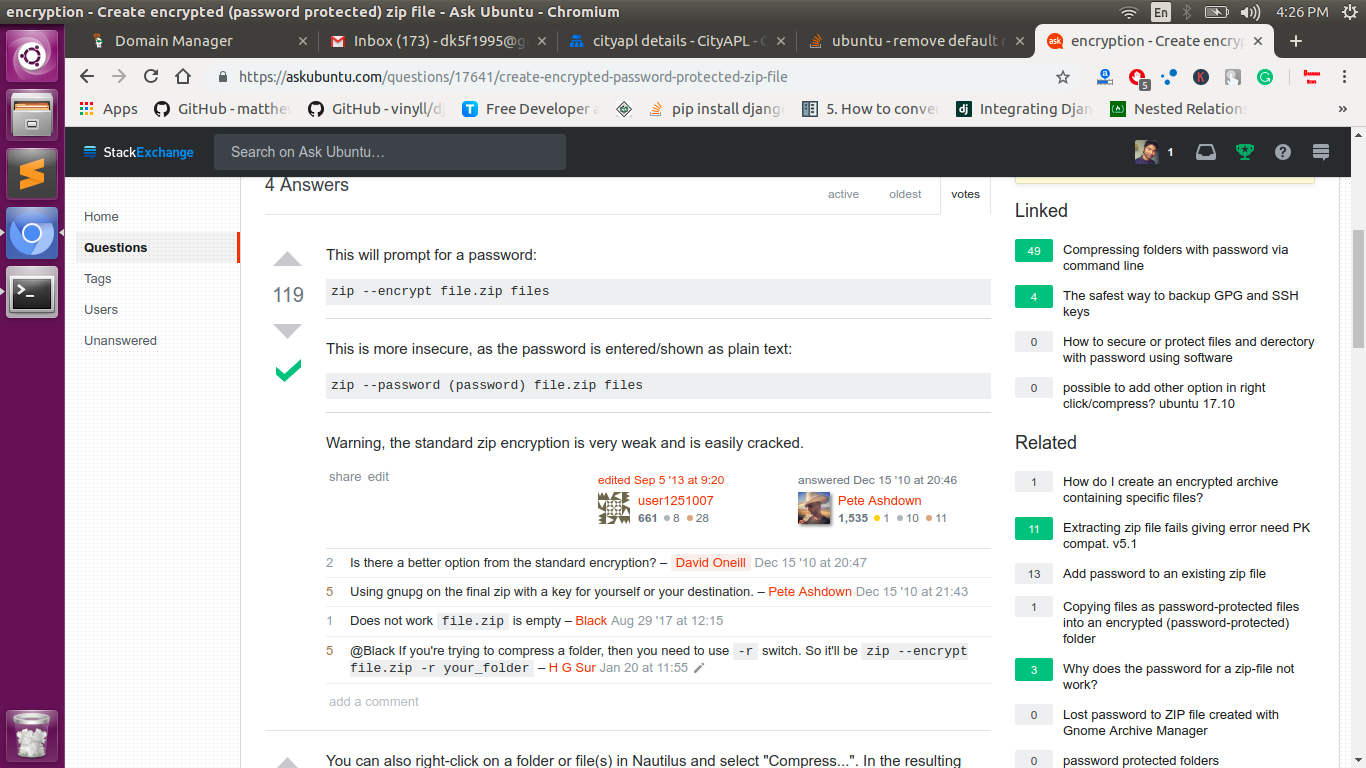 encryption - Create encrypted (password protected) zip file - Ask Ubuntu - Chromium
En
4:26 PM
Domain Manager
Inbox (173) - dk5f1995@g
cityapl details - CityAPL -
ubuntu - remove default
encryption - Create encry
https://askubuntu.com/questions/17641/create-encrypted-password-protected-zip-file
5
K
Apps
GitHub - matthe
GitHub - vinyll/d
Free Developer
pip install djang
5. How to conve
Integrating Djan
Nested Relations
»
StackExchange
Search on Ask Ubuntu…
1
Home
Questions
Tags
Users
Unanswered
4 Answers
active
oldest
votes
This will prompt for a password:
119
zip --encrypt file.zip files
This is more insecure, as the password is entered/shown as plain text:
zip --password (password) file.zip files
Warning, the standard zip encryption is very weak and is easily cracked.
share edit
edited Sep 5 '13 at 9:20
user1251007
661 ● 8 ● 28
answered Dec 15 '10 at 20:46
Pete Ashdown
1,535 ● 1 ● 10 ● 11
2 Is there a better option from the standard encryption? – David Oneill Dec 15 '10 at 20:47
5 Using gnupg on the final zip with a key for yourself or your destination. – Pete Ashdown Dec 15 '10 at 21:43
1 Does not work file.zip is empty – Black Aug 29 '17 at 12:15
5 @Black If you're trying to compress a folder, then you need to use -r switch. So it'll be zip --encrypt
file.zip -r your_folder – H G Sur Jan 20 at 11:55
add a comment
You can also right-click on a folder or file(s) in Nautilus and select "Compress...". In the resulting
Linked
49 Compressing folders with password via
command line
4 The safest way to backup GPG and SSH
keys
0 How to secure or protect files and derectory
with password using software
0 possible to add other option in right
click/compress? ubuntu 17.10
Related
1 How do I create an encrypted archive
containing specific files?
11 Extracting zip file fails giving error need PK
compat. v5.1
13 Add password to an existing zip file
1 Copying files as password-protected files
into an encrypted (password-protected)
folder
3 Why does the password for a zip-file not
work?
0 Lost password to ZIP file created with
Gnome Archive Manager
0 password protected folders